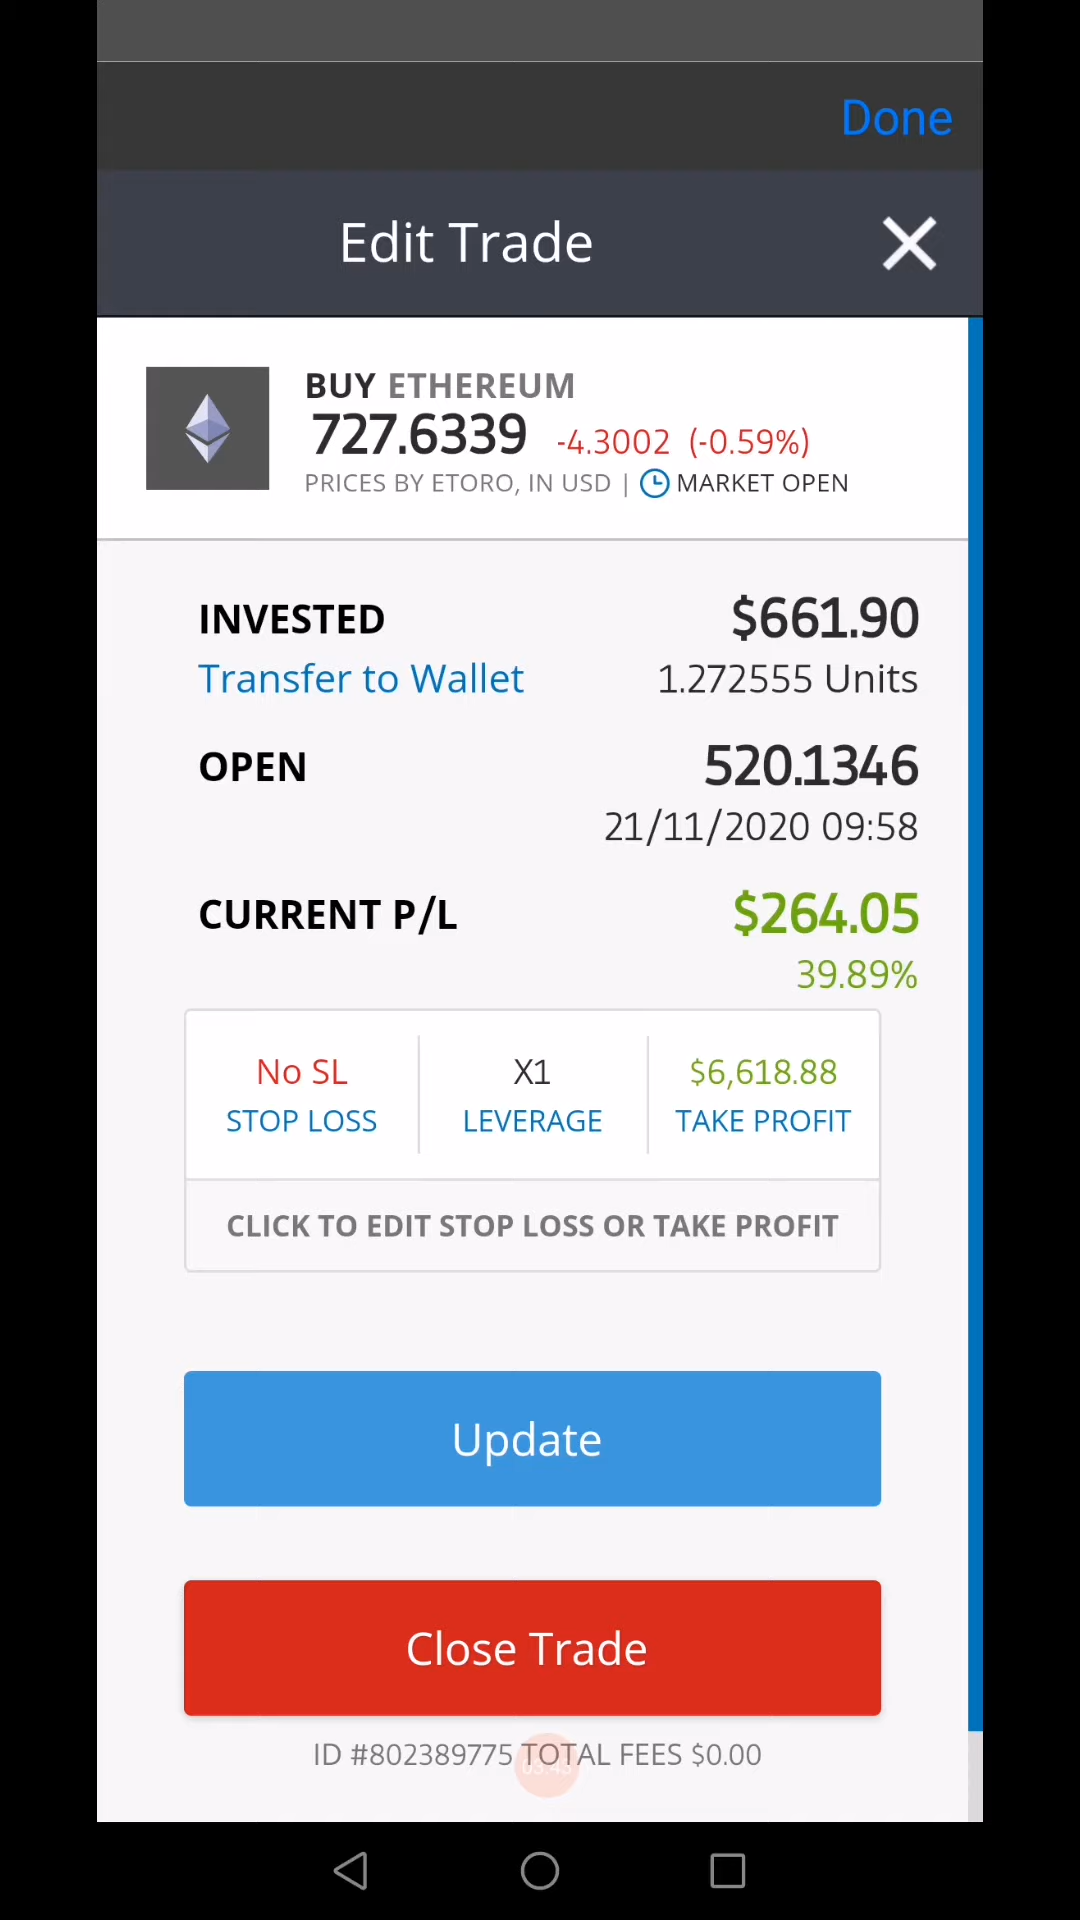 Done
Edit Trade
BUY ETHEREUM
727.6339 -4.3002 (-0.59%)
PRICES BY ETORO, IN USD | MARKET OPEN
INVESTED $661.90
Transfer to Wallet 1.272555 Units
OPEN 520.1346
21/11/2020 09:58
CURRENT P/L $264.05
39.89%
No SL X1 $6,618.88
STOP LOSS LEVERAGE TAKE PROFIT
CLICK TO EDIT STOP LOSS OR TAKE PROFIT
Update
Close Trade
ID #802389775 TOTAL FEES $0.00
03:43